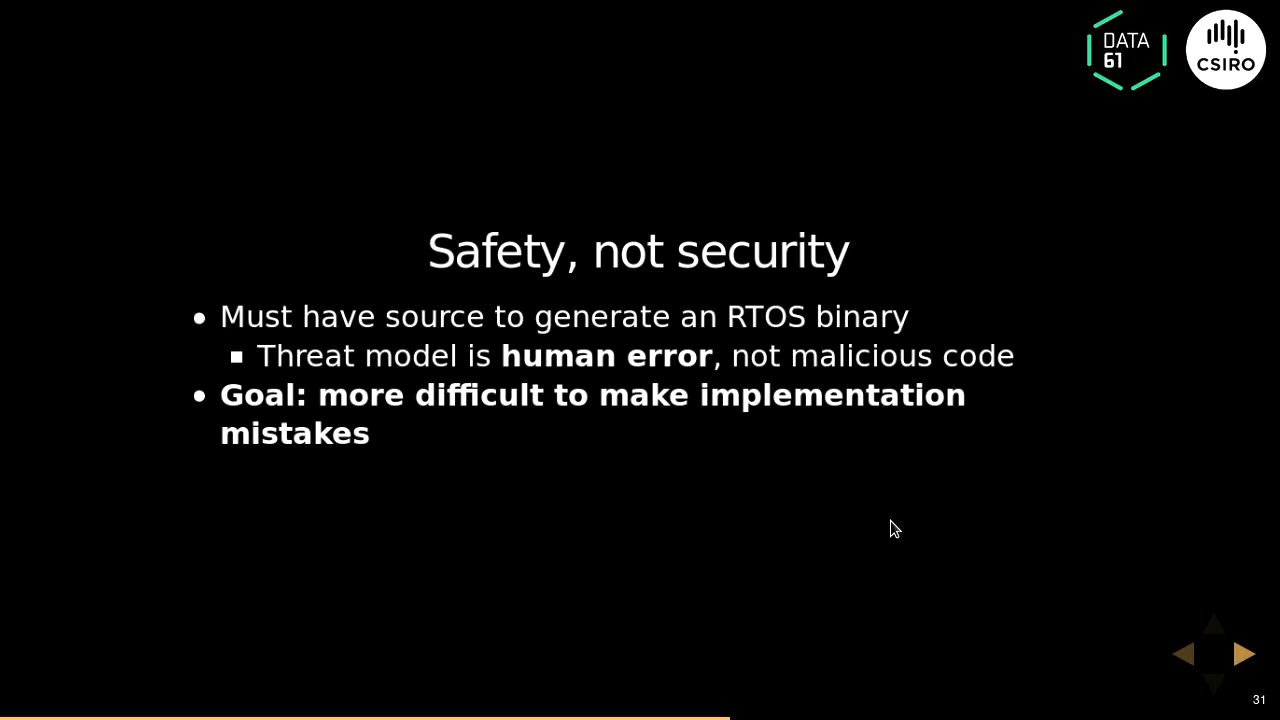 DATA
61
CSIRO
Safety, not security
Must have source to generate an RTOS binary
Threat model is human error, not malicious code
Goal: more difficult to make implementation
mistakes
31